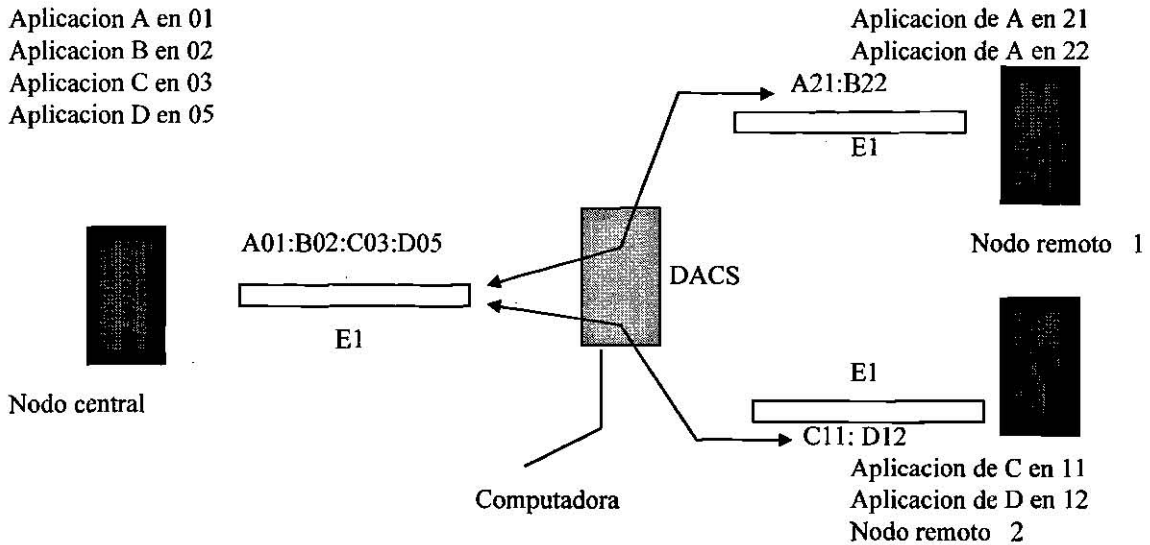 Aplicacion A en 01
Aplicacion B en 02
Aplicacion C en 03
Aplicacion D en 05
Aplicacion de A en 21
Aplicacion de A en 22
A21:B22
E1
Nodo remoto 1
A01:B02:C03:D05
E1
Nodo central
DACS
Computadora
E1
C11: D12
Aplicacion de C en 11
Aplicacion de D en 12
Nodo remoto 2